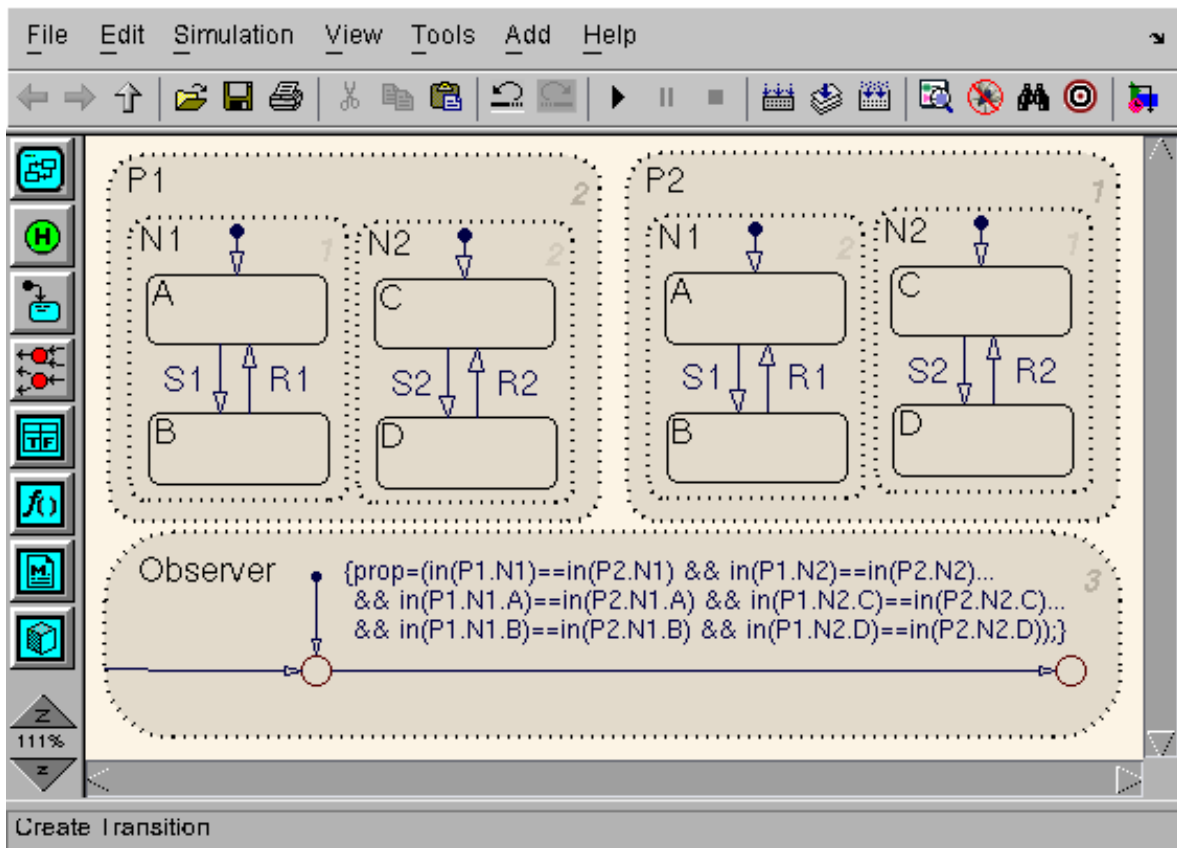 File Edit Simulation View Tools Add Help
P1 2
N1 1
A
S1 R1
B
N2 2
C
S2 R2
D
P2 1
N1 2
A
S1 R1
B
N2 1
C
S2 R2
D
Observer 3
{prop=(in(P1.N1)==in(P2.N1) && in(P1.N2)==in(P2.N2)...
&& in(P1.N1.A)==in(P2.N1.A) && in(P1.N2.C)==in(P2.N2.C)...
&& in(P1.N1.B)==in(P2.N1.B) && in(P1.N2.D)==in(P2.N2.D));}
H
TF
f()
M
Z
111%
z
Create Transition